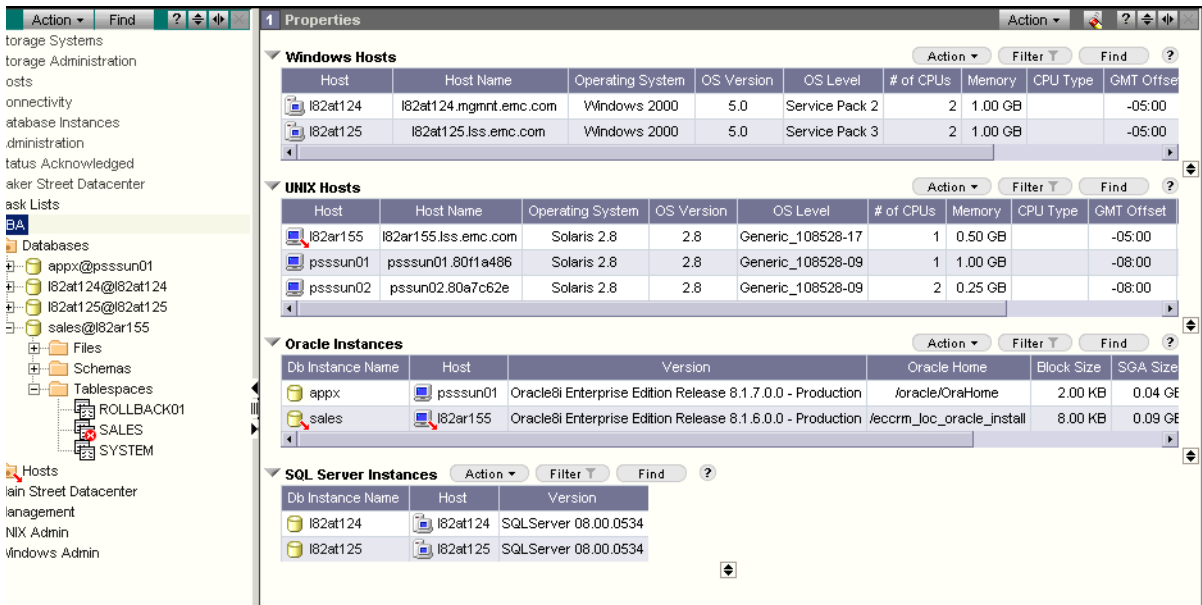 Action Find ?
torage Systems
torage Administration
osts
onnectivity
atabase Instances
dministration
tatus Acknowledged
aker Street Datacenter
ask Lists
BA
Databases
appx@psssun01
l82at124@l82at124
l82at125@l82at125
sales@l82ar155
Files
Schemas
Tablespaces
ROLLBACK01
SALES
SYSTEM
Hosts
lain Street Datacenter
lanagement
NIX Admin
Vindows Admin
1 Properties Action ?
Windows Hosts Action Filter Find ?
Host Host Name Operating System OS Version OS Level # of CPUs Memory CPU Type GMT Offse
l82at124 l82at124.mgmnt.emc.com Windows 2000 5.0 Service Pack 2 2 1.00 GB -05:00
l82at125 l82at125.lss.emc.com Windows 2000 5.0 Service Pack 3 2 1.00 GB -05:00
UNIX Hosts Action Filter Find ?
Host Host Name Operating System OS Version OS Level # of CPUs Memory CPU Type GMT Offset
l82ar155 l82ar155.lss.emc.com Solaris 2.8 2.8 Generic_108528-17 1 0.50 GB -05:00
psssun01 psssun01.80f1a486 Solaris 2.8 2.8 Generic_108528-09 1 1.00 GB -08:00
psssun02 pssun02.80a7c62e Solaris 2.8 2.8 Generic_108528-09 2 0.25 GB -08:00
Oracle Instances Action Filter Find ?
Db Instance Name Host Version Oracle Home Block Size SGA Size
appx psssun01 Oracle8i Enterprise Edition Release 8.1.7.0.0 - Production /oracle/OraHome 2.00 KB 0.04 GE
sales l82ar155 Oracle8i Enterprise Edition Release 8.1.6.0.0 - Production /eccrm_loc_oracle_install 8.00 KB 0.09 GE
SQL Server Instances Action Filter Find ?
Db Instance Name Host Version
l82at124 l82at124 SQLServer 08.00.0534
l82at125 l82at125 SQLServer 08.00.0534